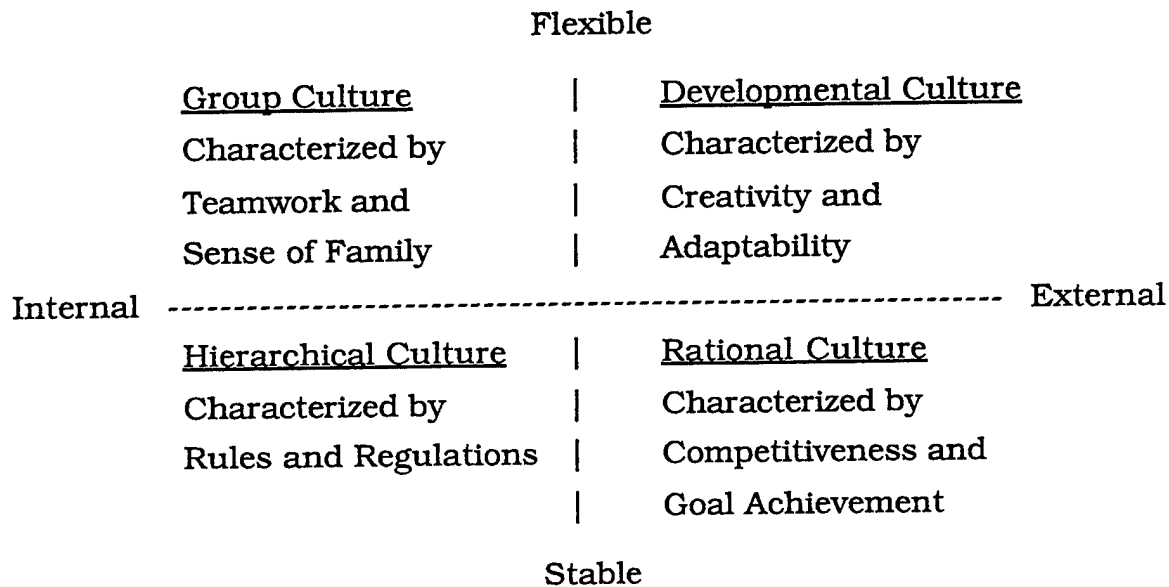 Flexible
Group Culture
Characterized by
Teamwork and
Sense of Family
Developmental Culture
Characterized by
Creativity and
Adaptability
Internal
External
Hierarchical Culture
Characterized by
Rules and Regulations
Rational Culture
Characterized by
Competitiveness and
Goal Achievement
Stable